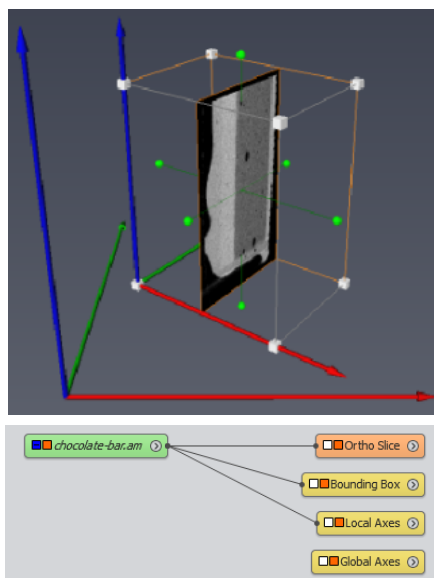 chocolate-bar.am
Ortho Slice
Bounding Box
Local Axes
Global Axes